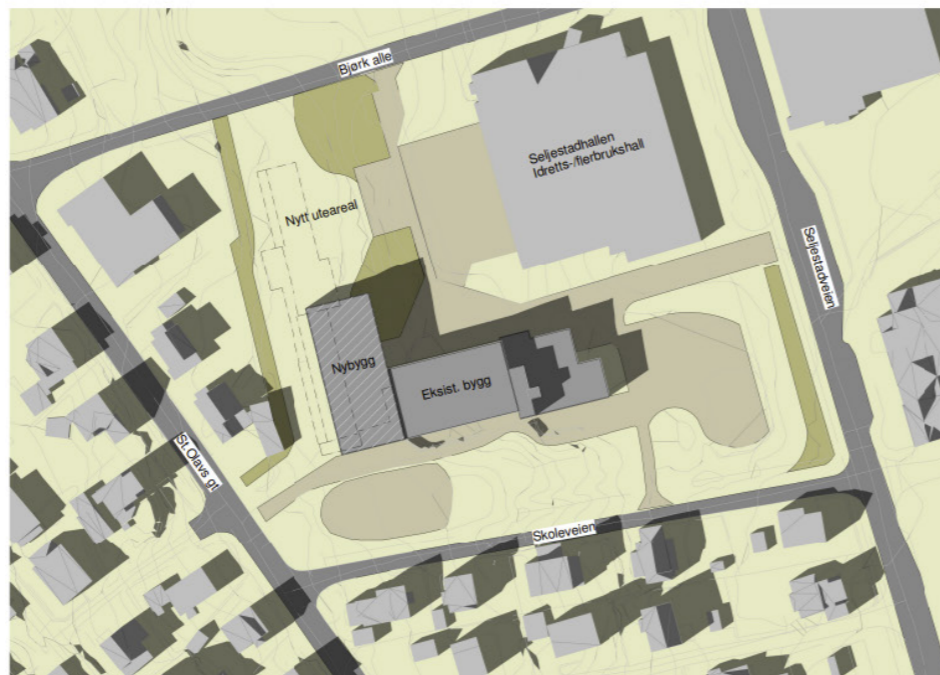 Bjørk alle
Seljestadhallen
Idretts-/flerbrukshall
Nytt uteareal
Seljestadveien
Nybygg
Eksist. bygg
St.Olavs gt
Skoleveien